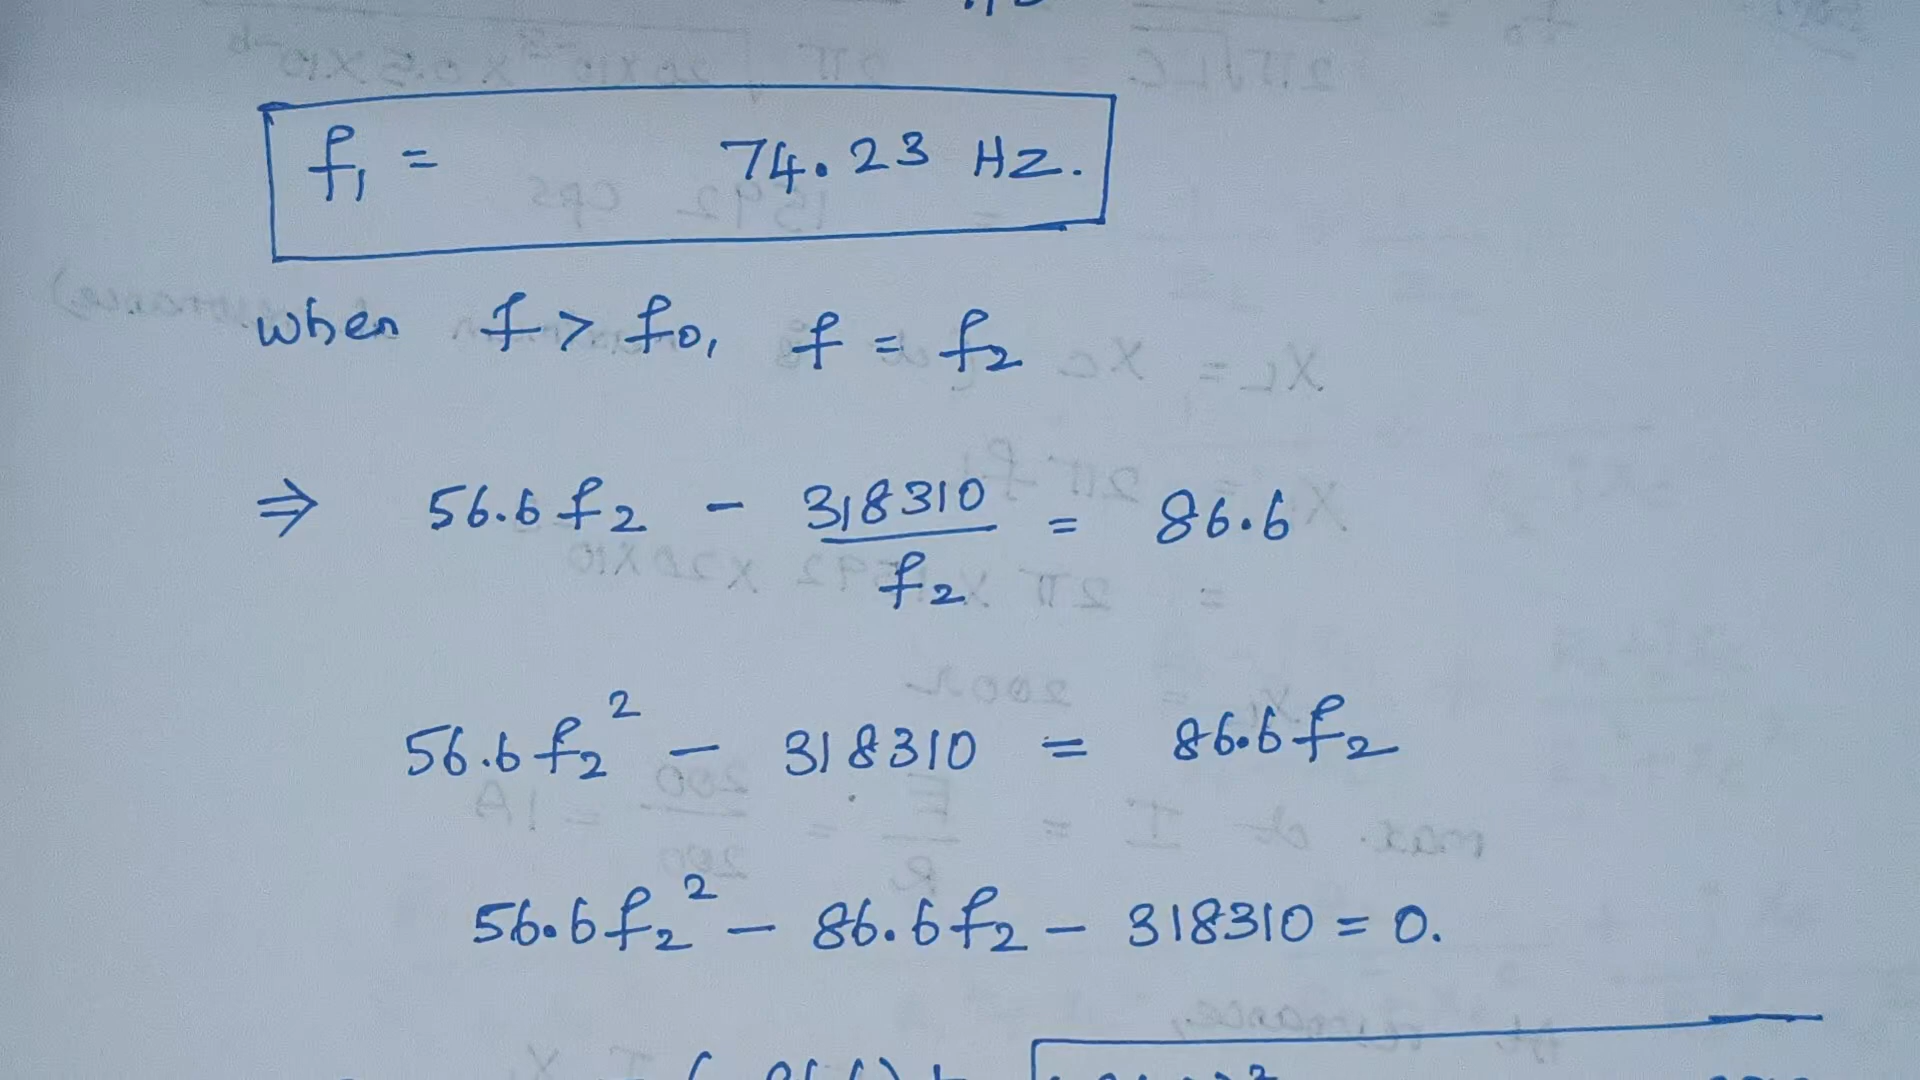 f₁ = 74.23 Hz.
when f > f₀, f = f₂
⇒ 56.6 f₂ - 318310/f₂ = 86.6
56.6 f₂² - 318310 = 86.6 f₂
56.6 f₂² - 86.6 f₂ - 318310 = 0.